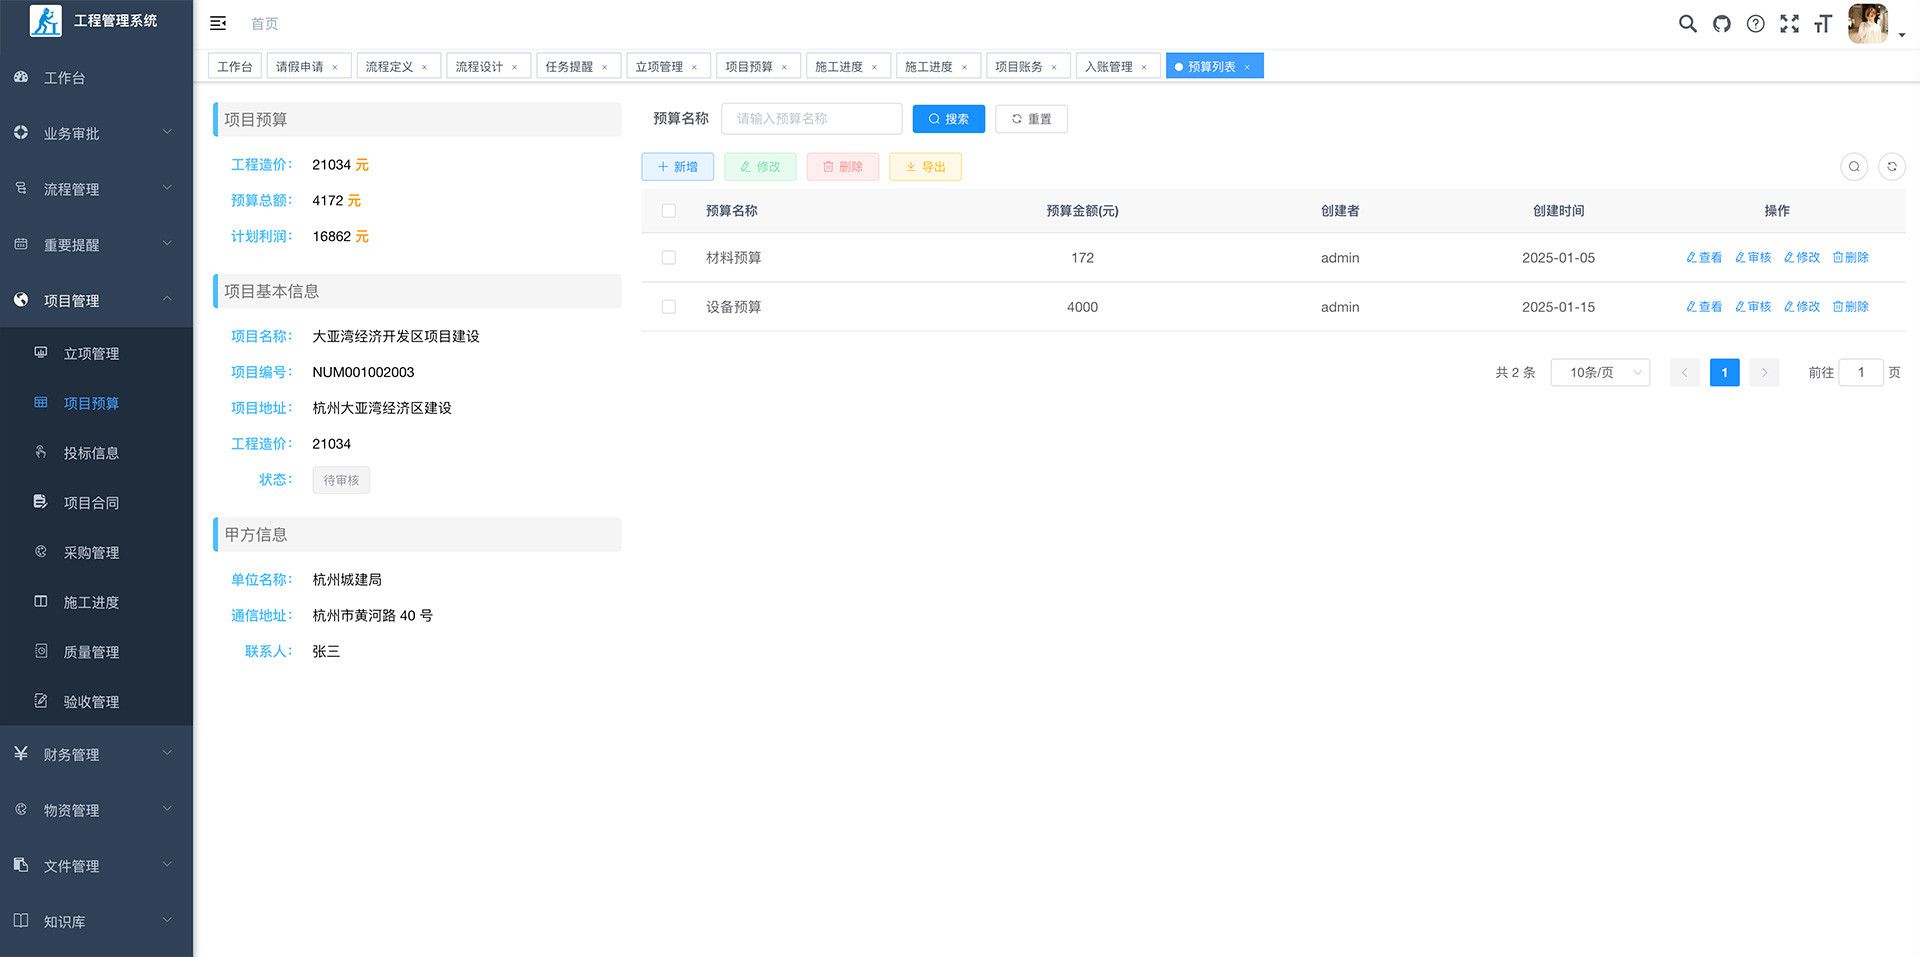 工程管理系统
首页
工作台
业务审批
流程管理
重要提醒
项目管理
立项管理
项目预算
投标信息
项目合同
采购管理
施工进度
质量管理
验收管理
财务管理
物资管理
文件管理
知识库
工作台 请假申请 × 流程定义 × 流程设计 × 任务提醒 × 立项管理 × 项目预算 × 施工进度 × 施工进度 × 项目账务 × 入账管理 × 预算列表 ×
项目预算
工程造价: 21034 元
预算总额: 4172 元
计划利润: 16862 元
项目基本信息
项目名称: 大亚湾经济开发区项目建设
项目编号: NUM001002003
项目地址: 杭州大亚湾经济区建设
工程造价: 21034
状态: 待审核
甲方信息
单位名称: 杭州城建局
通信地址: 杭州市黄河路 40 号
联系人: 张三
预算名称 请输入预算名称 搜索 重置
新增 修改 删除 导出
预算名称 预算金额(元) 创建者 创建时间 操作
材料预算 172 admin 2025-01-05 查看 审核 修改 删除
设备预算 4000 admin 2025-01-15 查看 审核 修改 删除
共 2 条 10条/页 1 前往 1 页